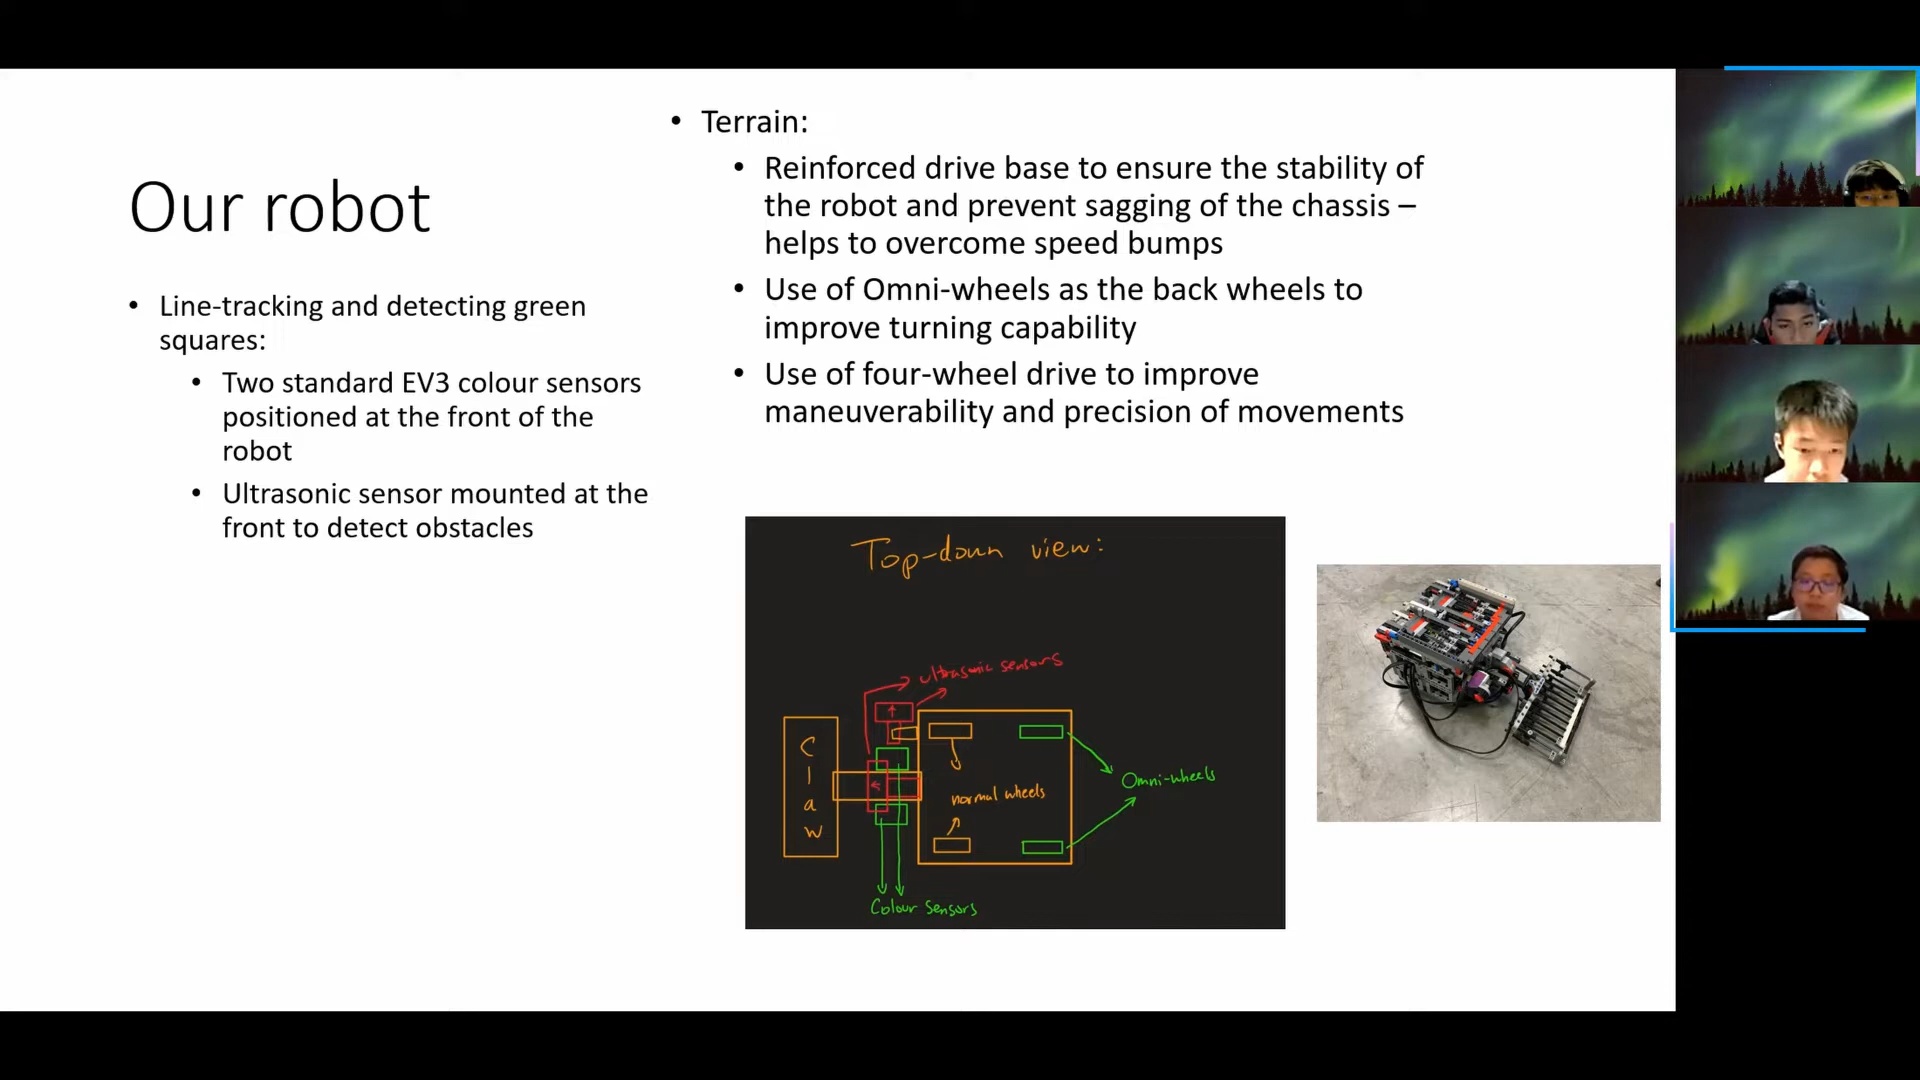 Our robot
• Line-tracking and detecting green
squares:
• Two standard EV3 colour sensors
positioned at the front of the
robot
• Ultrasonic sensor mounted at the
front to detect obstacles
• Terrain:
• Reinforced drive base to ensure the stability of
the robot and prevent sagging of the chassis –
helps to overcome speed bumps
• Use of Omni-wheels as the back wheels to
improve turning capability
• Use of four-wheel drive to improve
maneuverability and precision of movements
Top-down view:
ultrasonic sensors
Claw
normal wheels
Omni-wheels
Colour sensors